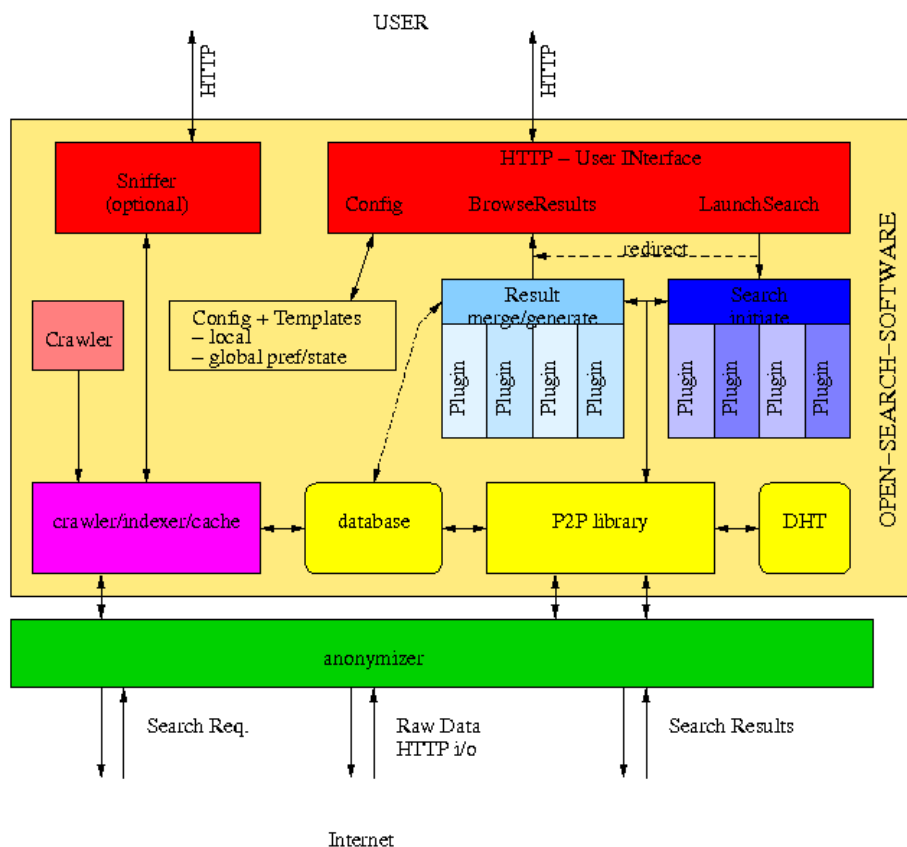 USER
HTTP
HTTP
HTTP – User INterface
Sniffer
(optional)
Config
BrowseResults
LaunchSearch
redirect
Result
merge/generate
Search
initiate
Config + Templates
– local
– global pref/state
Crawler
Plugin
Plugin
Plugin
Plugin
Plugin
Plugin
Plugin
Plugin
OPEN–SEARCH–SOFTWARE
crawler/indexer/cache
database
P2P library
DHT
anonymizer
Search Req.
Raw Data
HTTP i/o
Search Results
Internet